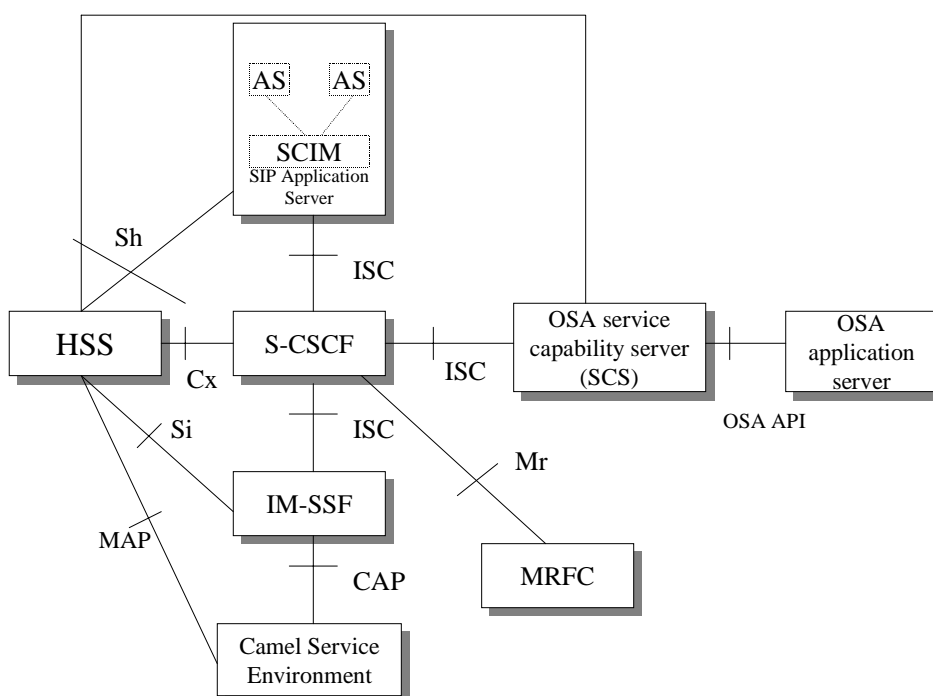 AS AS
SCIM
SIP Application
Server
Sh
ISC
HSS
S-CSCF
OSA service
capability server
(SCS)
OSA
application
server
Cx
ISC
OSA API
Si
ISC
Mr
IM-SSF
MAP
CAP
MRFC
Camel Service
Environment